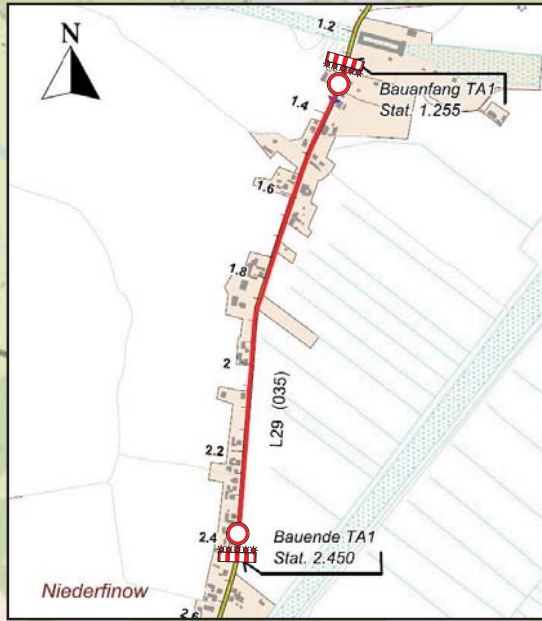 N
1.2
Bauanfang TA1
Stat. 1.255
1.4
1.6
1.8
2
L29 (035)
2.2
2.4
Bauende TA1
Stat. 2.450
Niederfinow
2.6